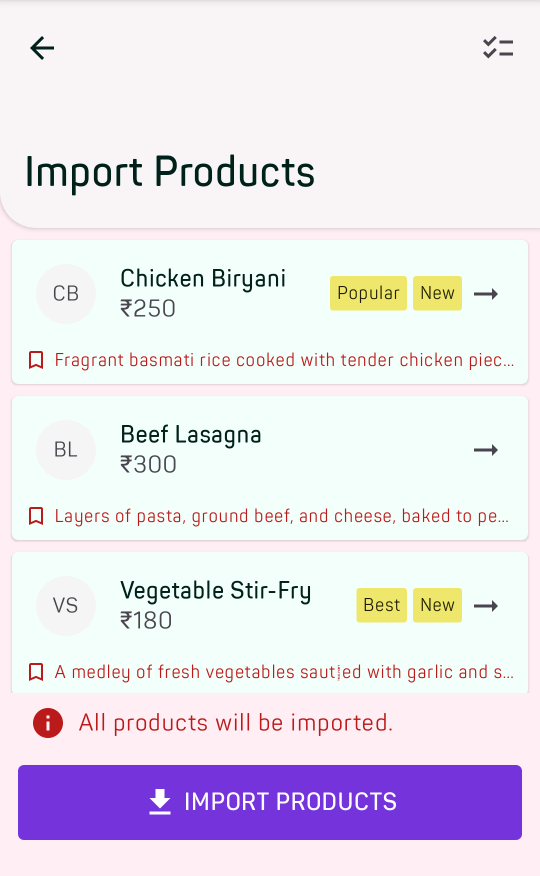 Import Products
CB
Chicken Biryani
₹250
Popular
New
Fragrant basmati rice cooked with tender chicken piec...
BL
Beef Lasagna
₹300
Layers of pasta, ground beef, and cheese, baked to pe...
VS
Vegetable Stir-Fry
₹180
Best
New
A medley of fresh vegetables with garlic and s...
All products will be imported.
IMPORT PRODUCTS